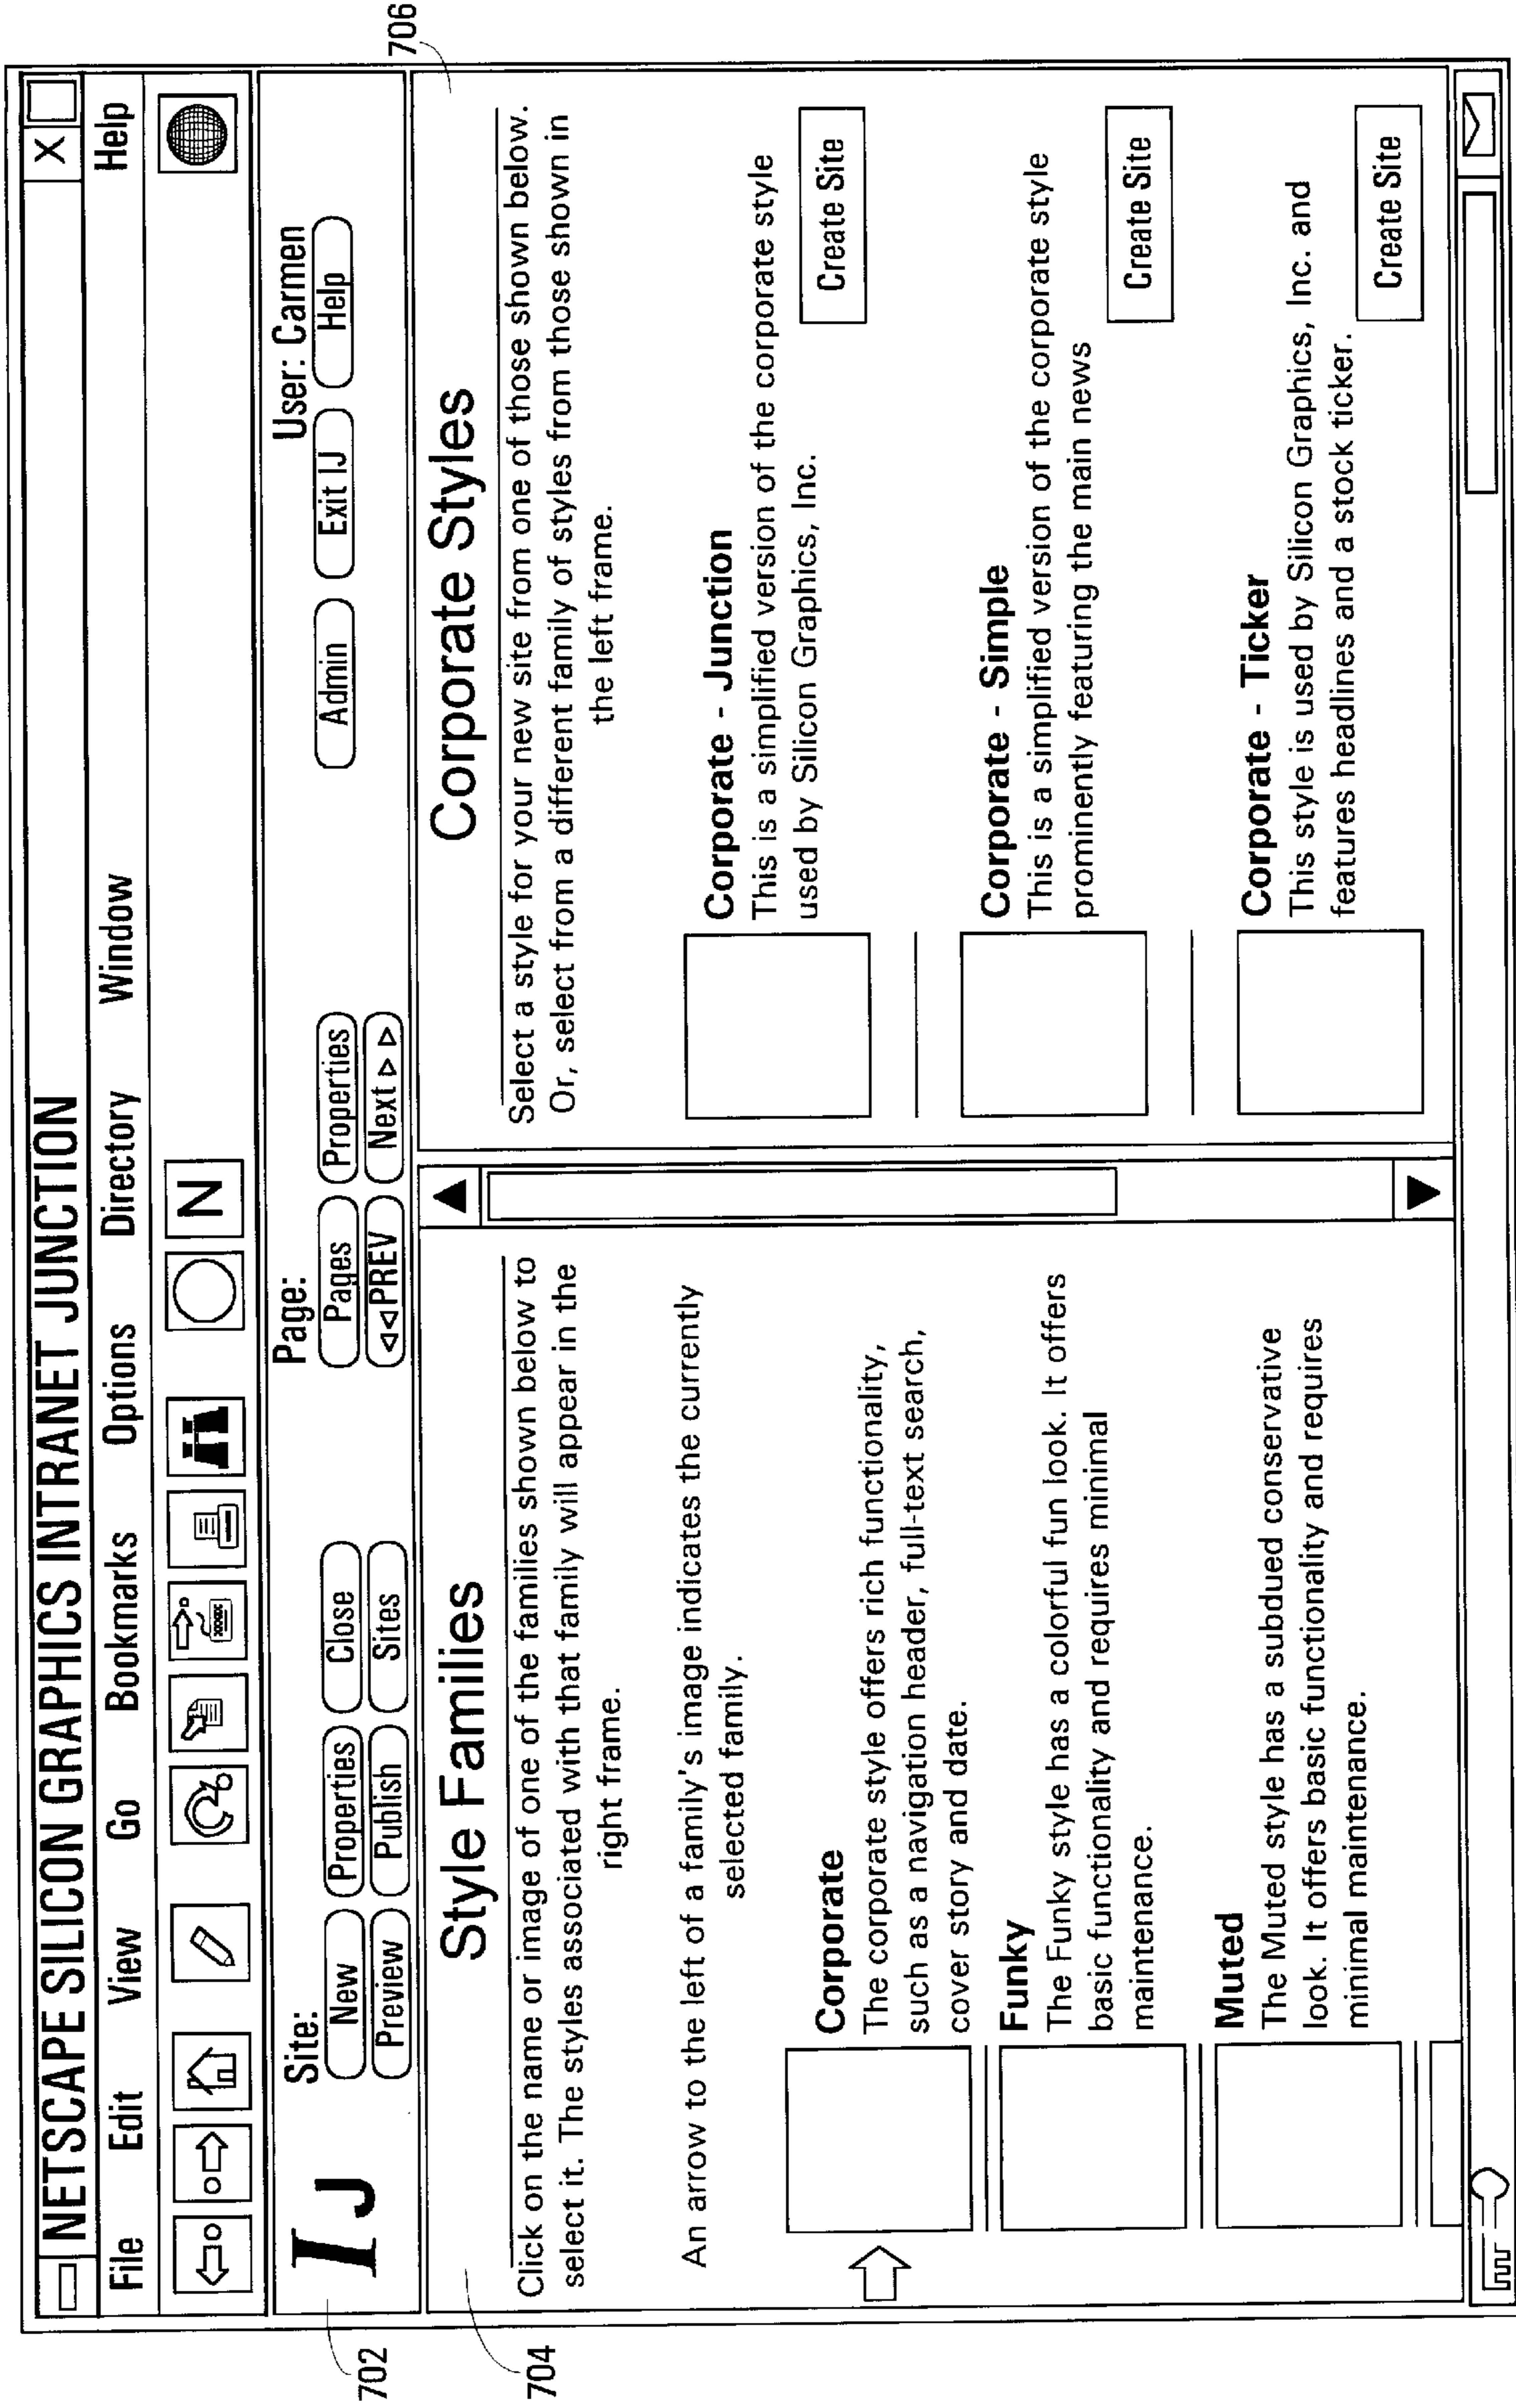 NETSCAPE SILICON GRAPHICS INTRANET JUNCTION X
File Edit View Go Bookmarks Options Directory Window Help
N
702
IJ
Site:
New Properties Close
Preview Publish Sites
Page:
Pages Properties
PREV Next
User: Carmen
Admin Exit IJ Help
704
Style Families
Click on the name or image of one of the families shown below to
select it. The styles associated with that family will appear in the
right frame.
An arrow to the left of a family's image indicates the currently
selected family.
Corporate
The corporate style offers rich functionality,
such as a navigation header, full-text search,
cover story and date.
Funky
The Funky style has a colorful fun look. It offers
basic functionality and requires minimal
maintenance.
Muted
The Muted style has a subdued conservative
look. It offers basic functionality and requires
minimal maintenance.
706
Corporate Styles
Select a style for your new site from one of those shown below.
Or, select from a different family of styles from those shown in
the left frame.
Corporate - Junction
This is a simplified version of the corporate style
used by Silicon Graphics, Inc.
Create Site
Corporate - Simple
This is a simplified version of the corporate style
prominently featuring the main news
Create Site
Corporate - Ticker
This style is used by Silicon Graphics, Inc. and
features headlines and a stock ticker.
Create Site